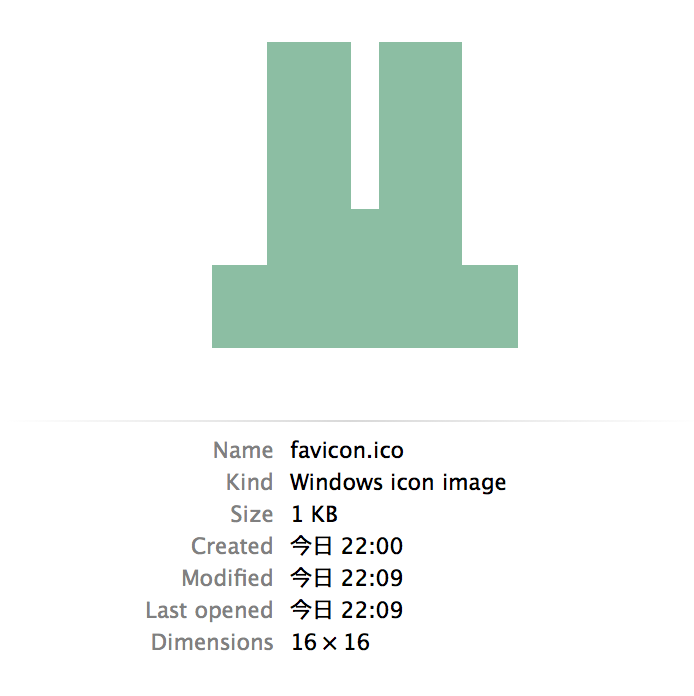 Name favicon.ico
Kind Windows icon image
Size 1 KB
Created 今日 22:00
Modified 今日 22:09
Last opened 今日 22:09
Dimensions 16 × 16